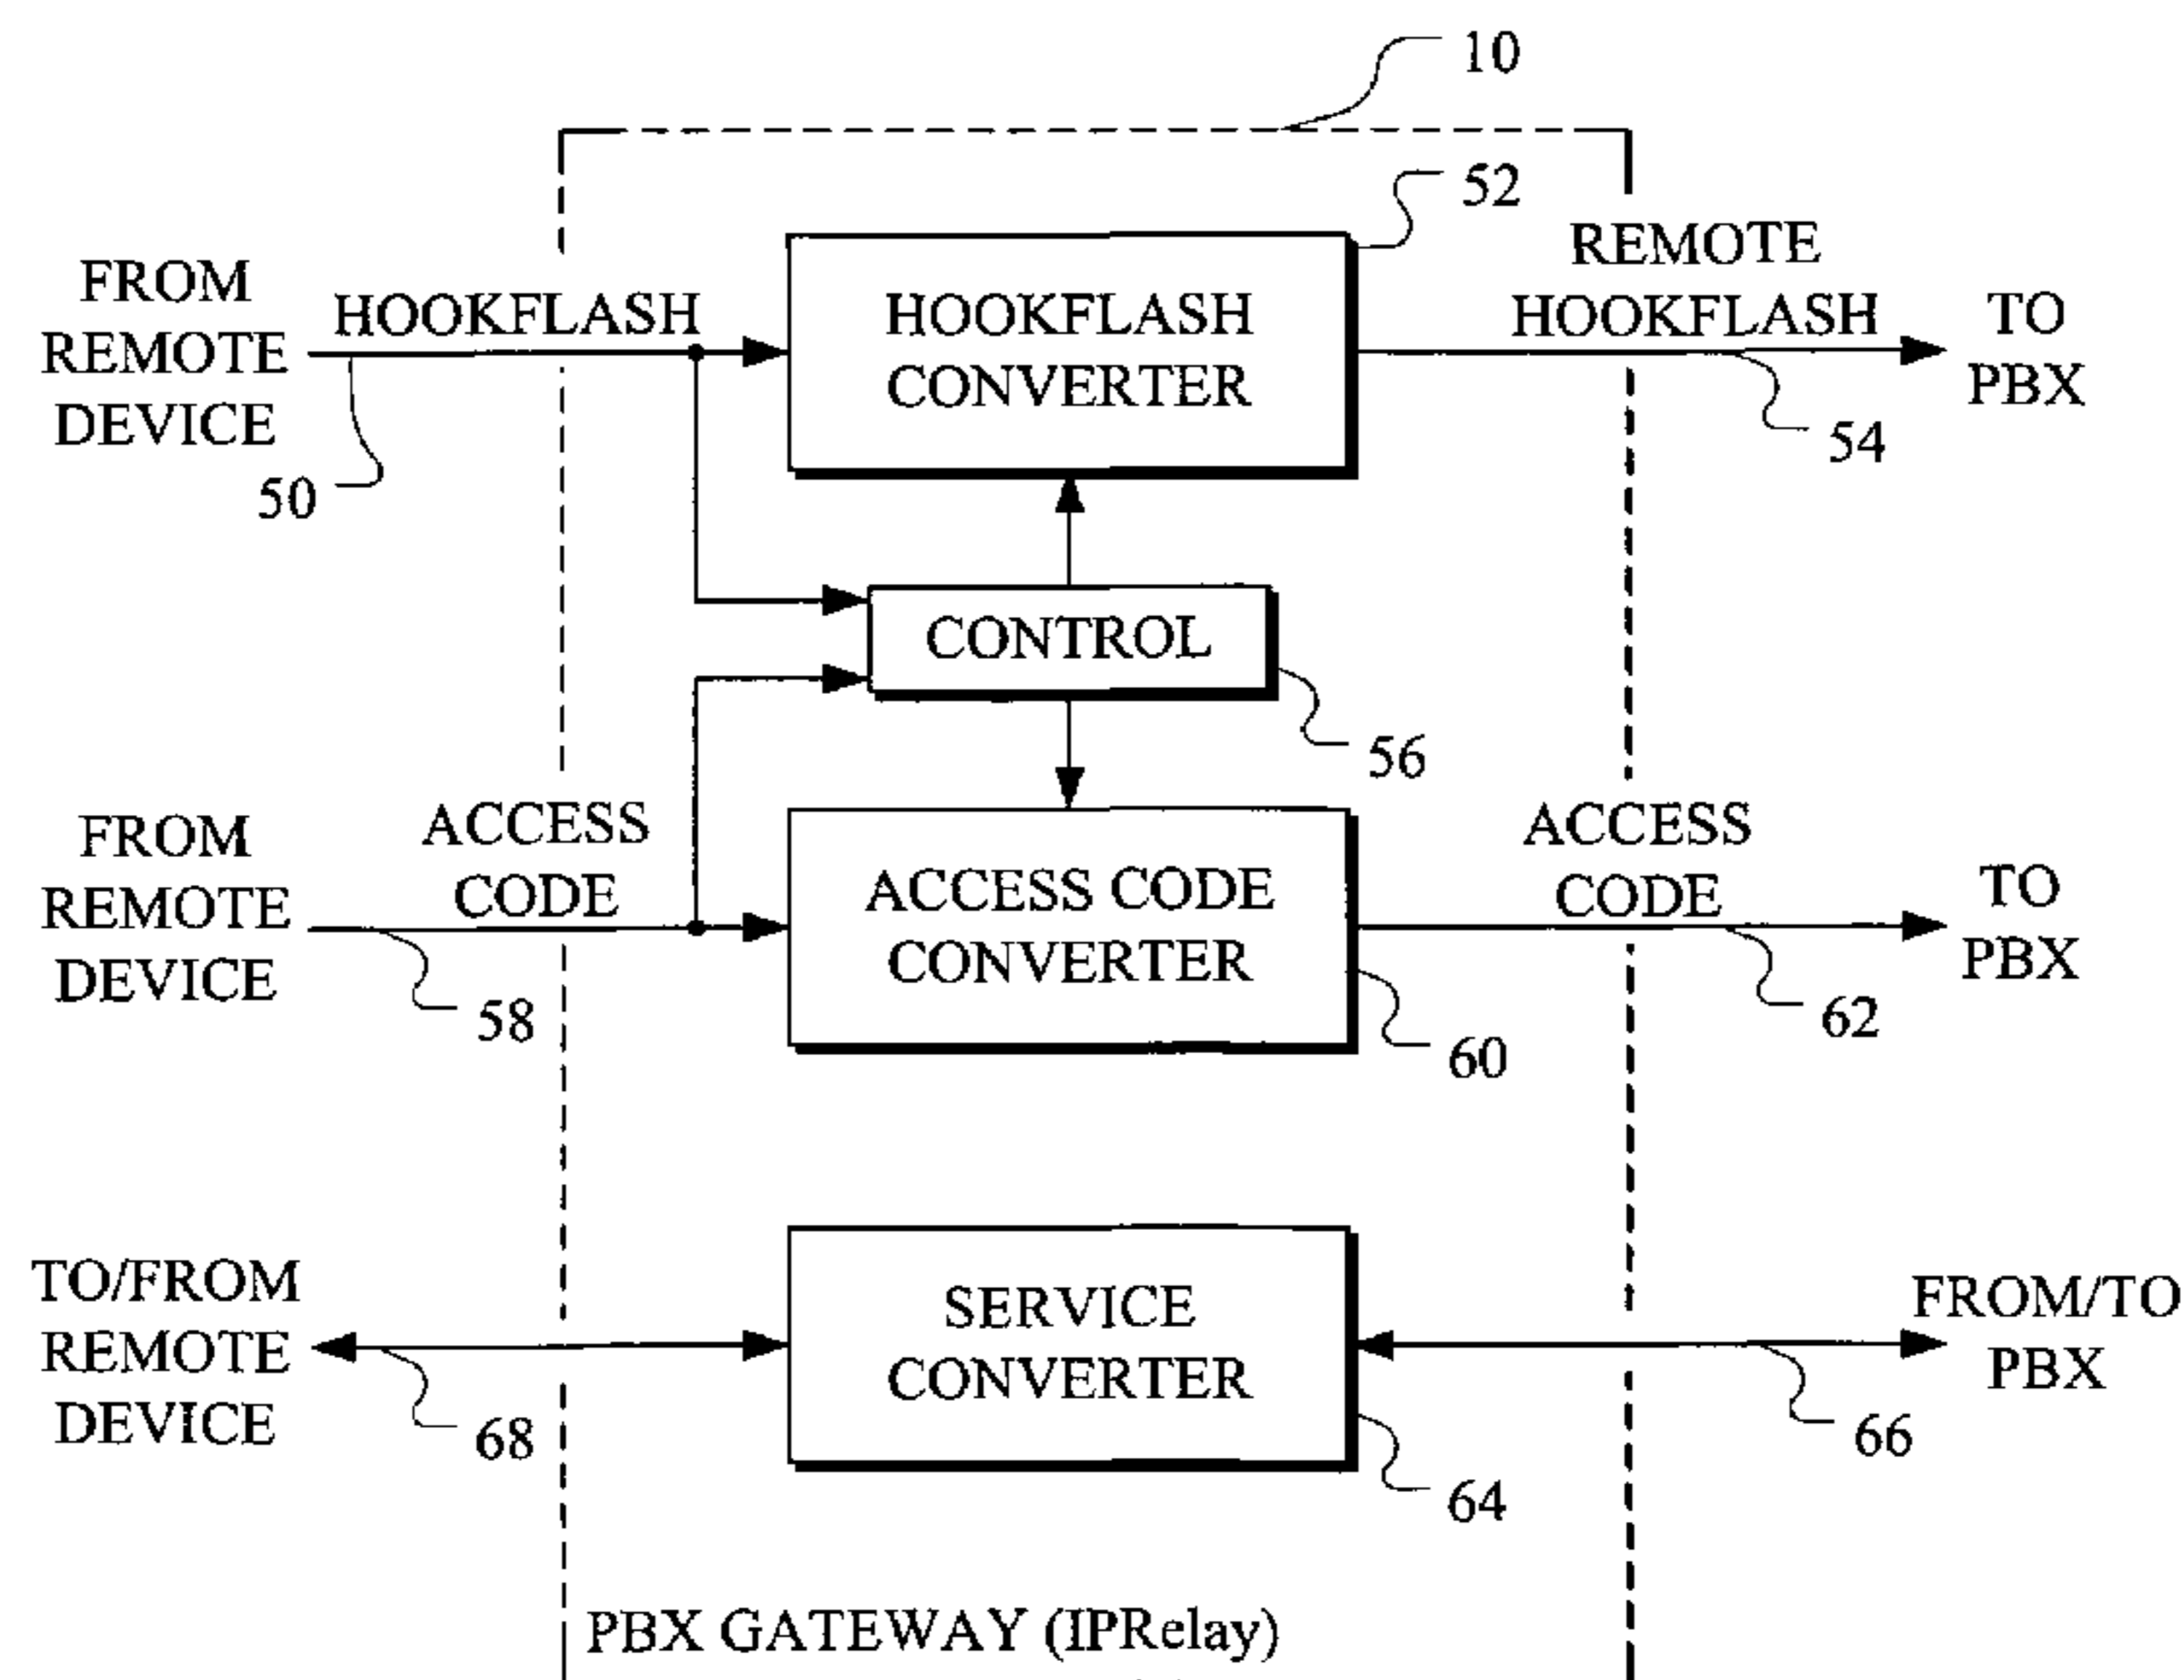 10
52
FROM
REMOTE
DEVICE
HOOKFLASH
HOOKFLASH
CONVERTER
REMOTE
HOOKFLASH
TO
PBX
50
54
CONTROL
56
FROM
REMOTE
DEVICE
ACCESS
CODE
ACCESS CODE
CONVERTER
ACCESS
CODE
TO
PBX
58
60
62
TO/FROM
REMOTE
DEVICE
SERVICE
CONVERTER
FROM/TO
PBX
68
64
66
PBX GATEWAY (IPRelay)